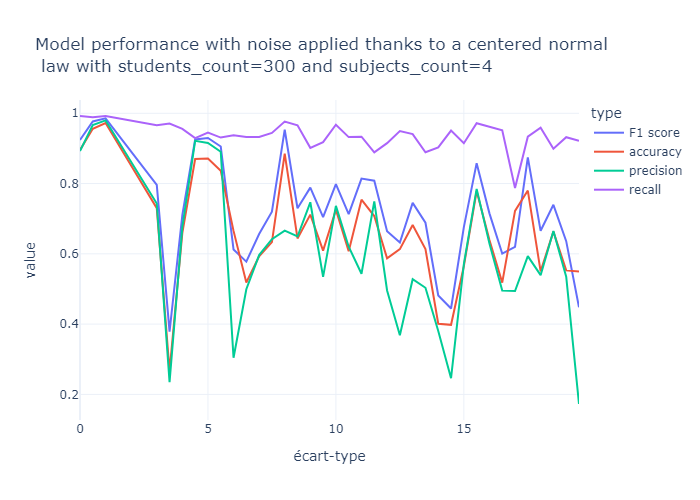 Model performance with noise applied thanks to a centered normal
law with students_count=300 and subjects_count=4
type
F1 score
accuracy
precision
recall
value
1
0.8
0.6
0.4
0.2
0
5
10
15
écart-type